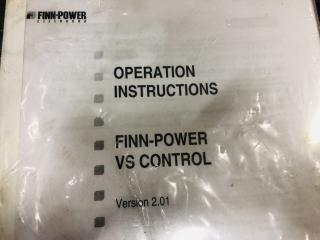 FINN-POWER
OPERATION
INSTRUCTIONS
FINN-POWER
VS CONTROL
Version 2.01